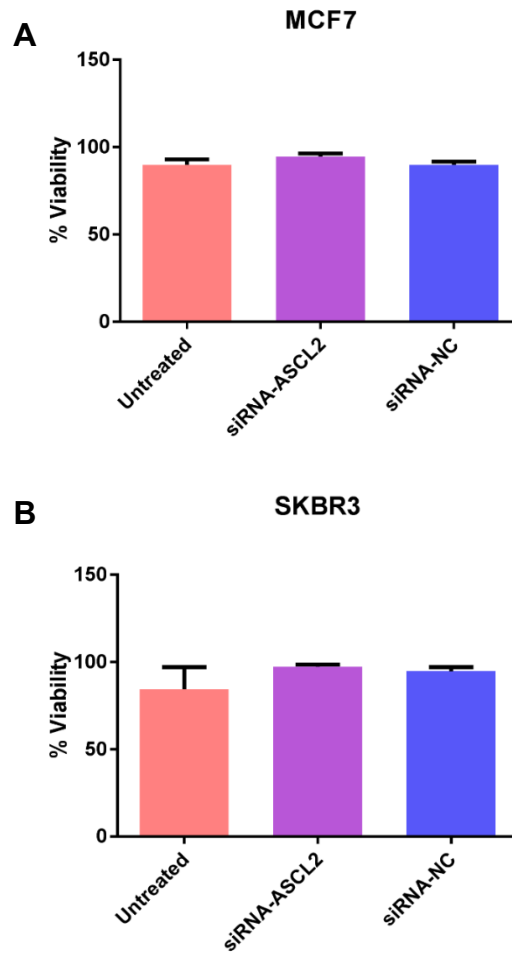 A
MCF7
% Viability
150
100
50
0
Untreated
siRNA-ASCL2
siRNA-NC
B
SKBR3
% Viability
150
100
50
0
Untreated
siRNA-ASCL2
siRNA-NC